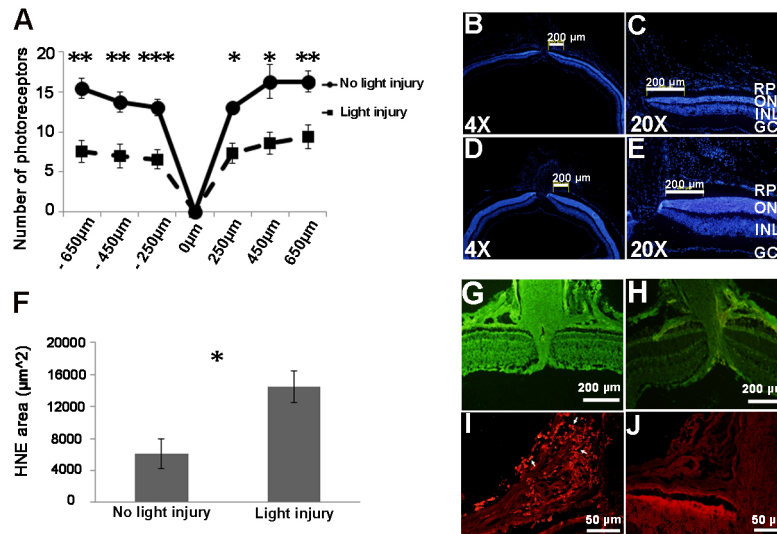 A
Number of photoreceptors
20
15
10
5
0
** ** *** * * **
No light injury
Light injury
- 650µm
- 450µm
- 250µm
0µm
250µm
450µm
650µm
B
200 µm
4X
C
200 µm
RP
ON
INL
GC
20X
D
200 µm
4X
E
200 µm
RP
ON
INL
GC
20X
F
HNE area (µm^2)
20000
16000
12000
8000
4000
0
*
No light injury
Light injury
G
200 µm
H
200 µm
I
50 µm
J
50 µm